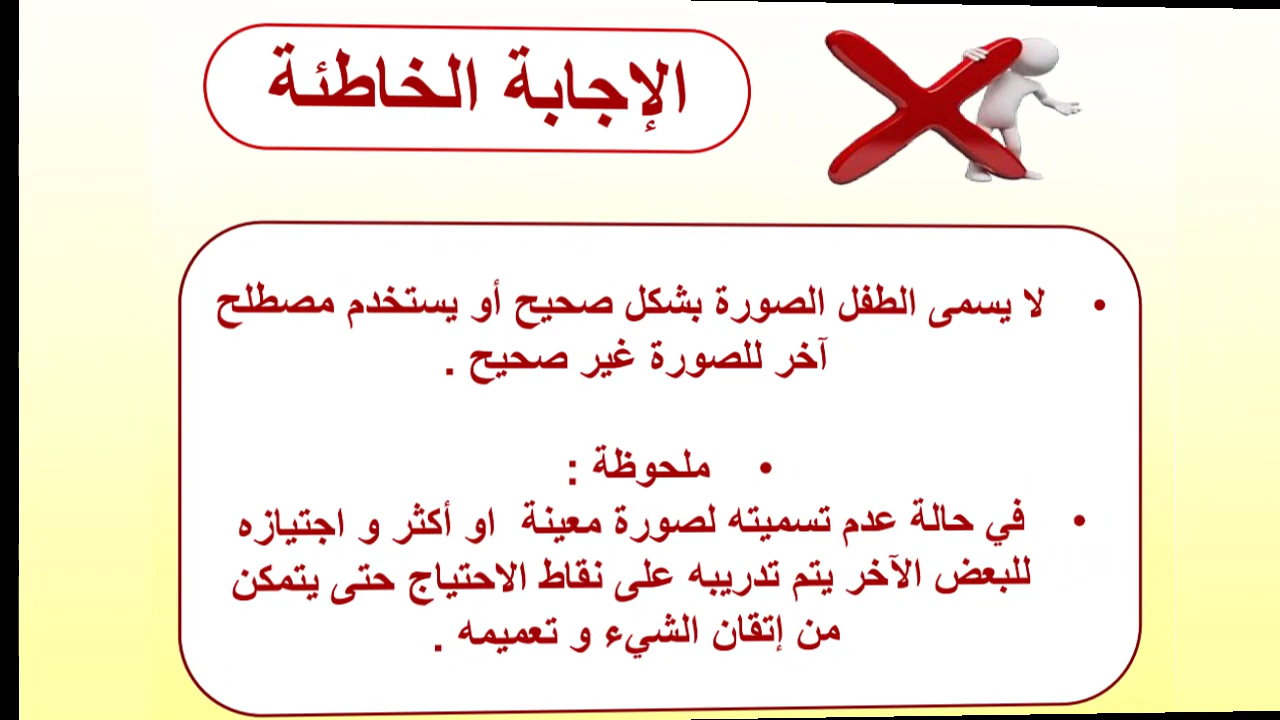 الإجابة الخاطئة
• لا يسمى الطفل الصورة بشكل صحيح أو يستخدم مصطلح
آخر للصورة غير صحيح .
• ملحوظة :
• في حالة عدم تسميته لصورة معينة او أكثر و اجتيازه
للبعض الآخر يتم تدريبه على نقاط الاحتياج حتى يتمكن
من إتقان الشيء و تعميمه .